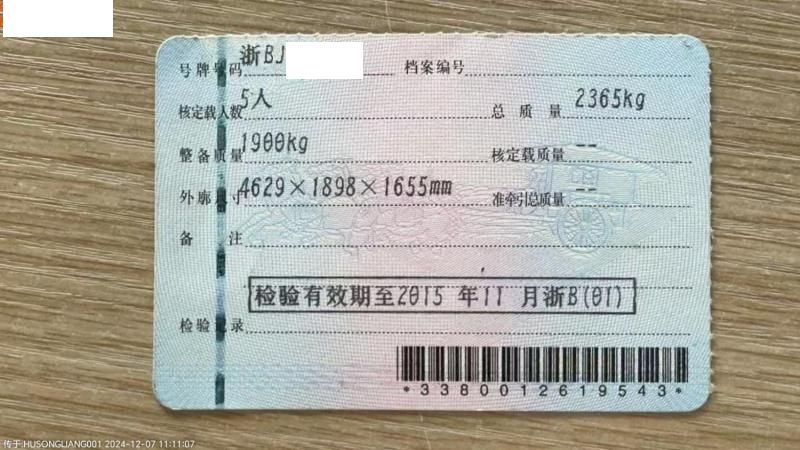 号牌号码 浙BJ 档案编号
核定载人数 5人 总质量 2365kg
整备质量 1900kg 核定载质量 --
外廓尺寸 4629×1898×1655mm 准牵引总质量 --
备注
检验有效期至2015 年11 月浙B(01)
检验记录
*3380012619543*
传于:HUSONGLIANG001 2024-12-07 11:11:07